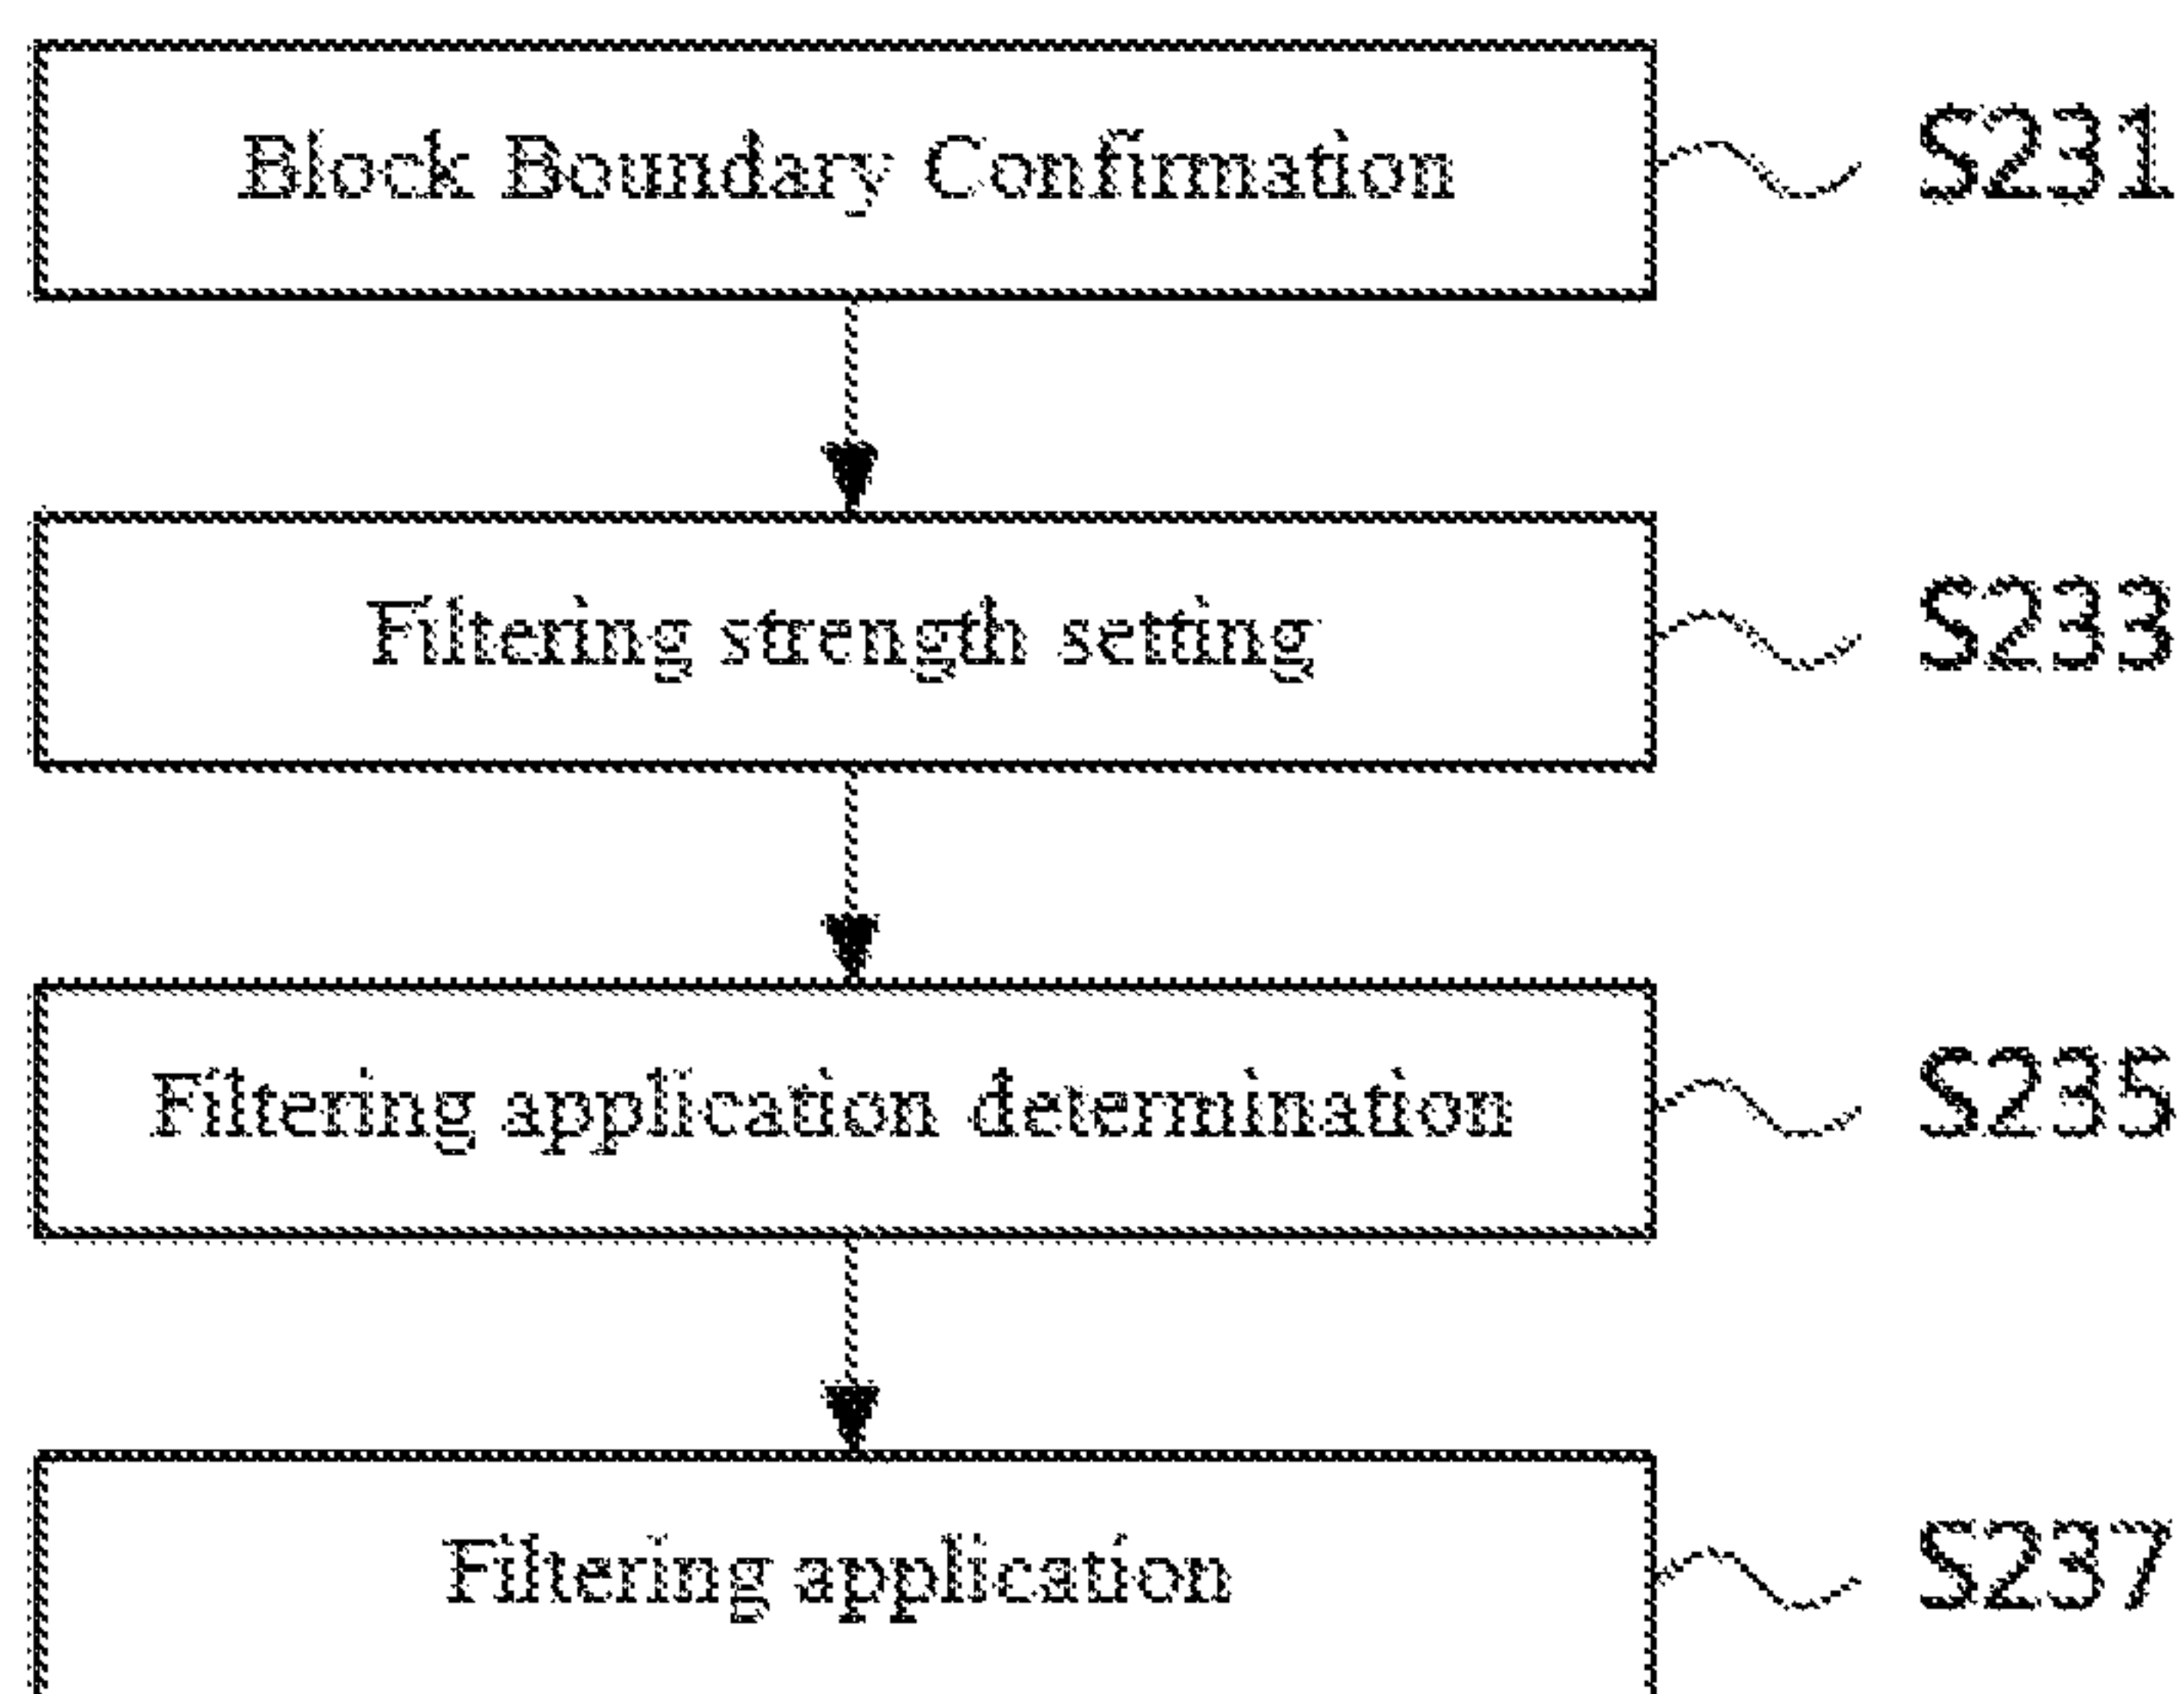 Block Boundary Confirmation S231
Filtering strength setting S233
Filtering application determination S235
Filtering application S237